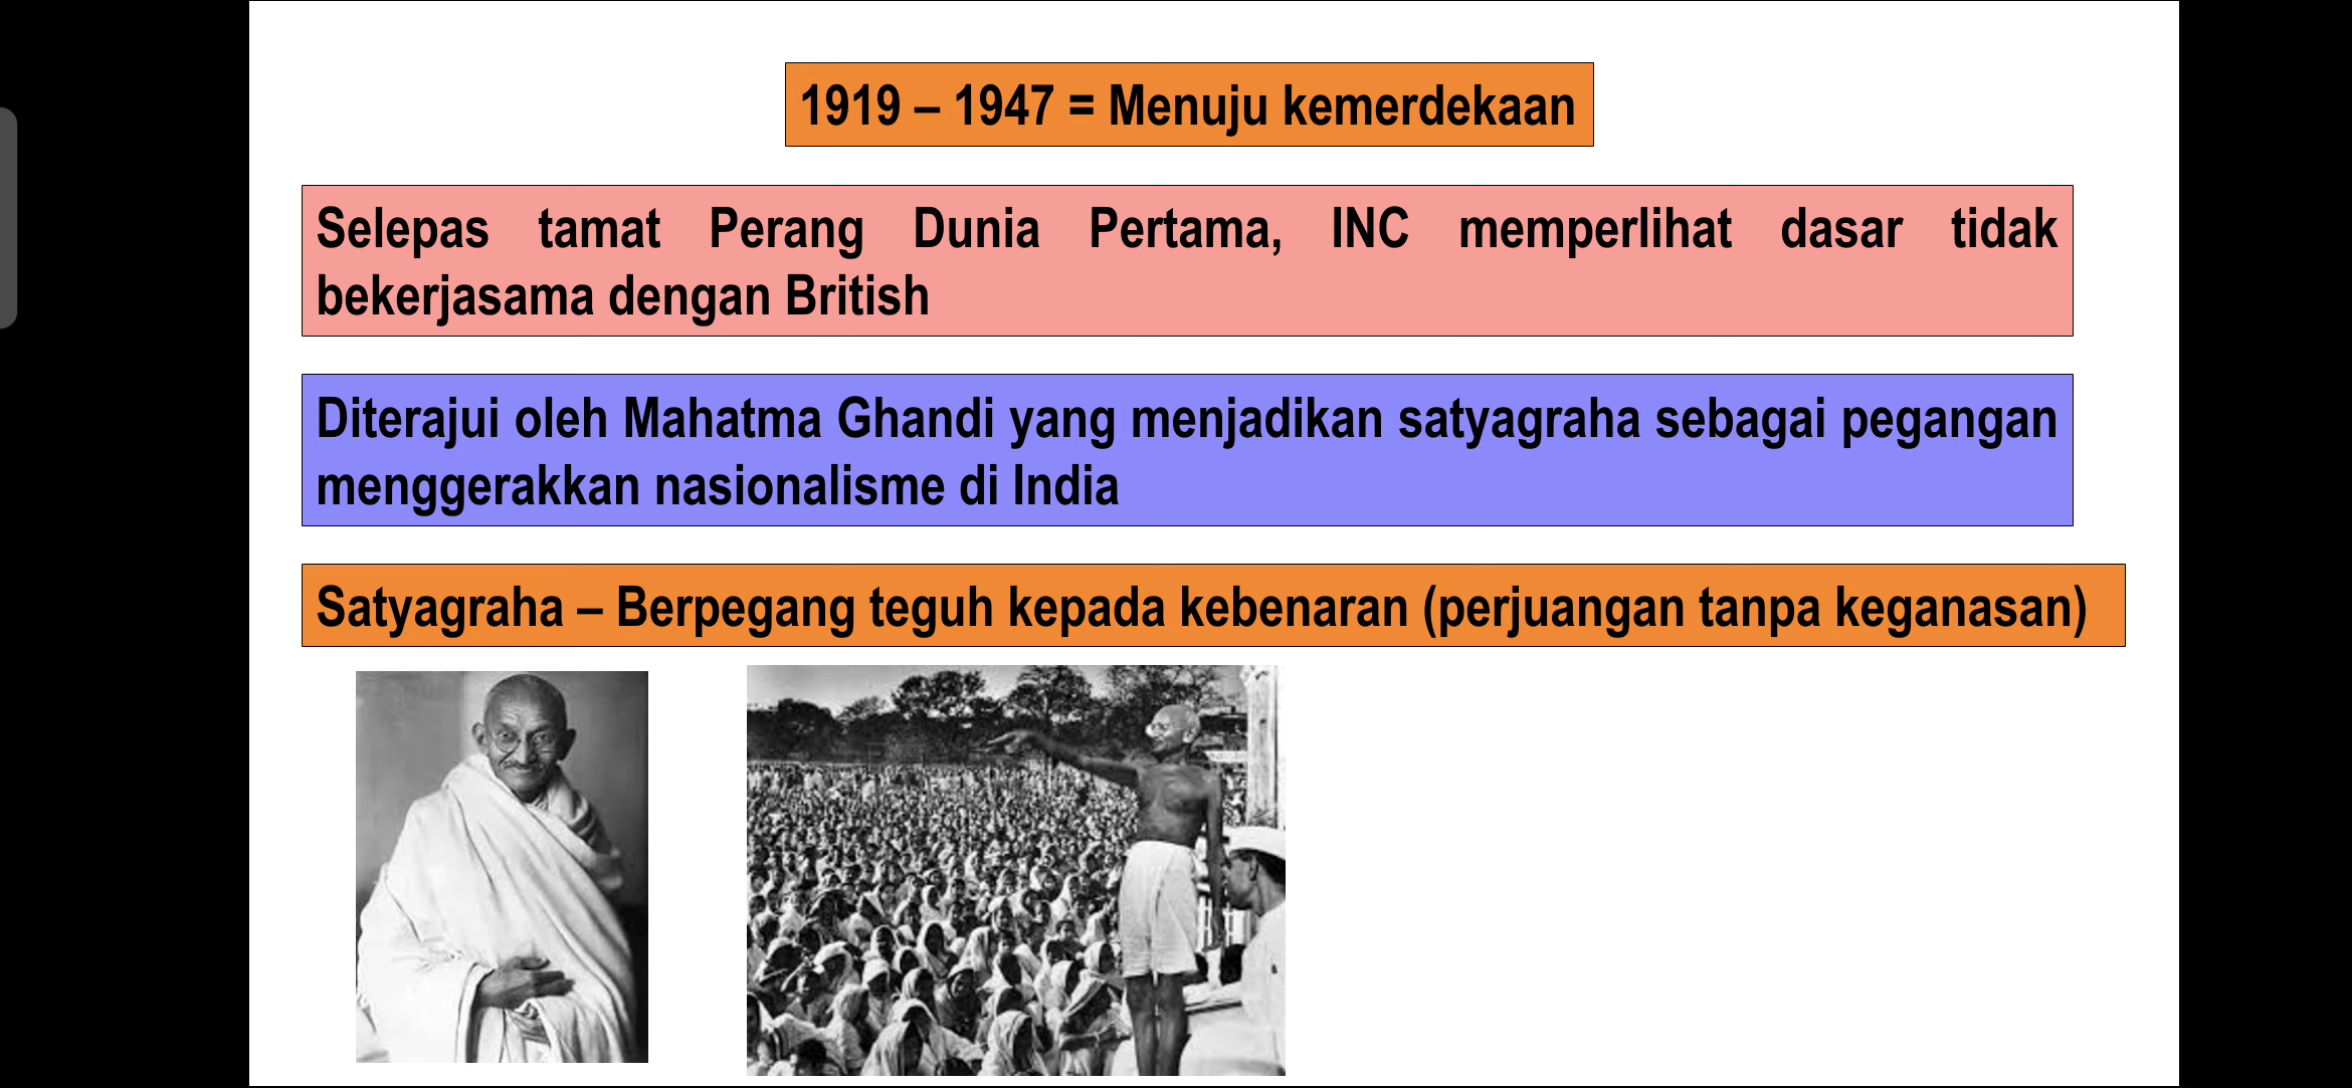 1919 – 1947 = Menuju kemerdekaan
Selepas tamat Perang Dunia Pertama, INC memperlihat dasar tidak
bekerjasama dengan British
Diterajui oleh Mahatma Ghandi yang menjadikan satyagraha sebagai pegangan
menggerakkan nasionalisme di India
Satyagraha – Berpegang teguh kepada kebenaran (perjuangan tanpa keganasan)